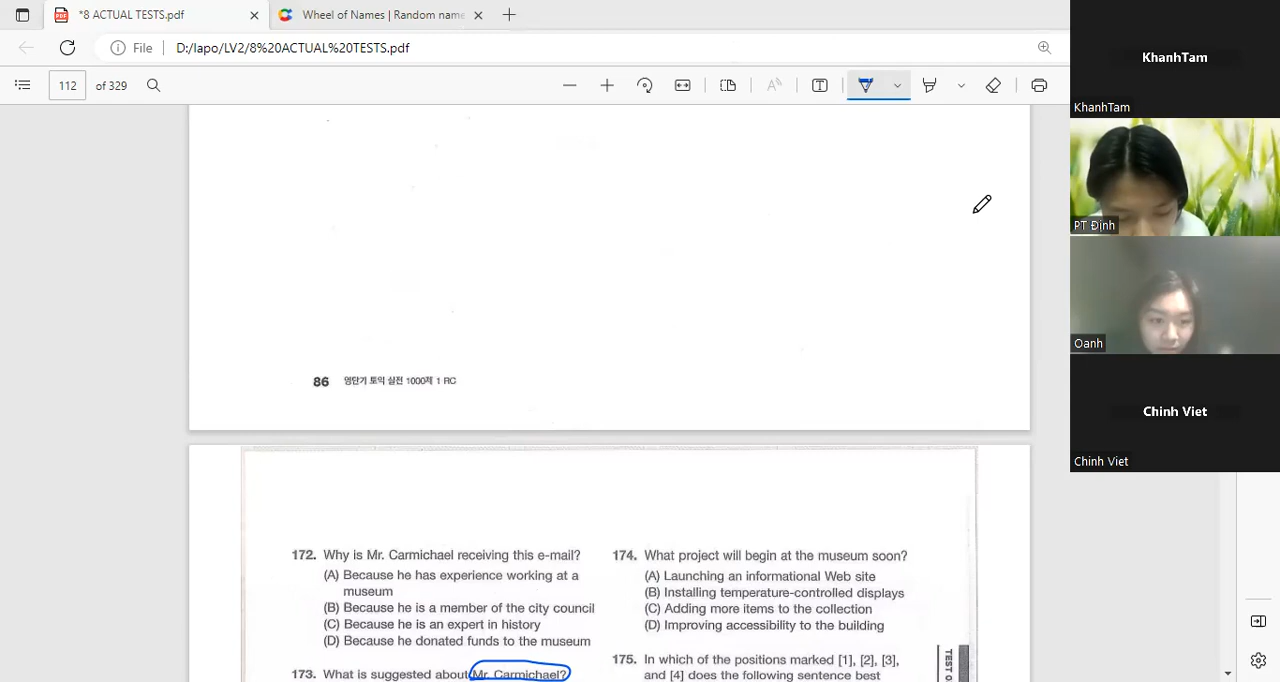 *8 ACTUAL TESTS.pdf
Wheel of Names | Random name
File
D:/lapo/LV2/8%20ACTUAL%20TESTS.pdf
112 of 329
86 영단기 토익 실전 1000제 1 RC
172. Why is Mr. Carmichael receiving this e-mail?
(A) Because he has experience working at a
museum
(B) Because he is a member of the city council
(C) Because he is an expert in history
(D) Because he donated funds to the museum
173. What is suggested about Mr. Carmichael?
174. What project will begin at the museum soon?
(A) Launching an informational Web site
(B) Installing temperature-controlled displays
(C) Adding more items to the collection
(D) Improving accessibility to the building
175. In which of the positions marked [1], [2], [3],
and [4] does the following sentence best
TEST
KhanhTam
KhanhTam
PT Định
Oanh
Chinh Viet
Chinh Viet